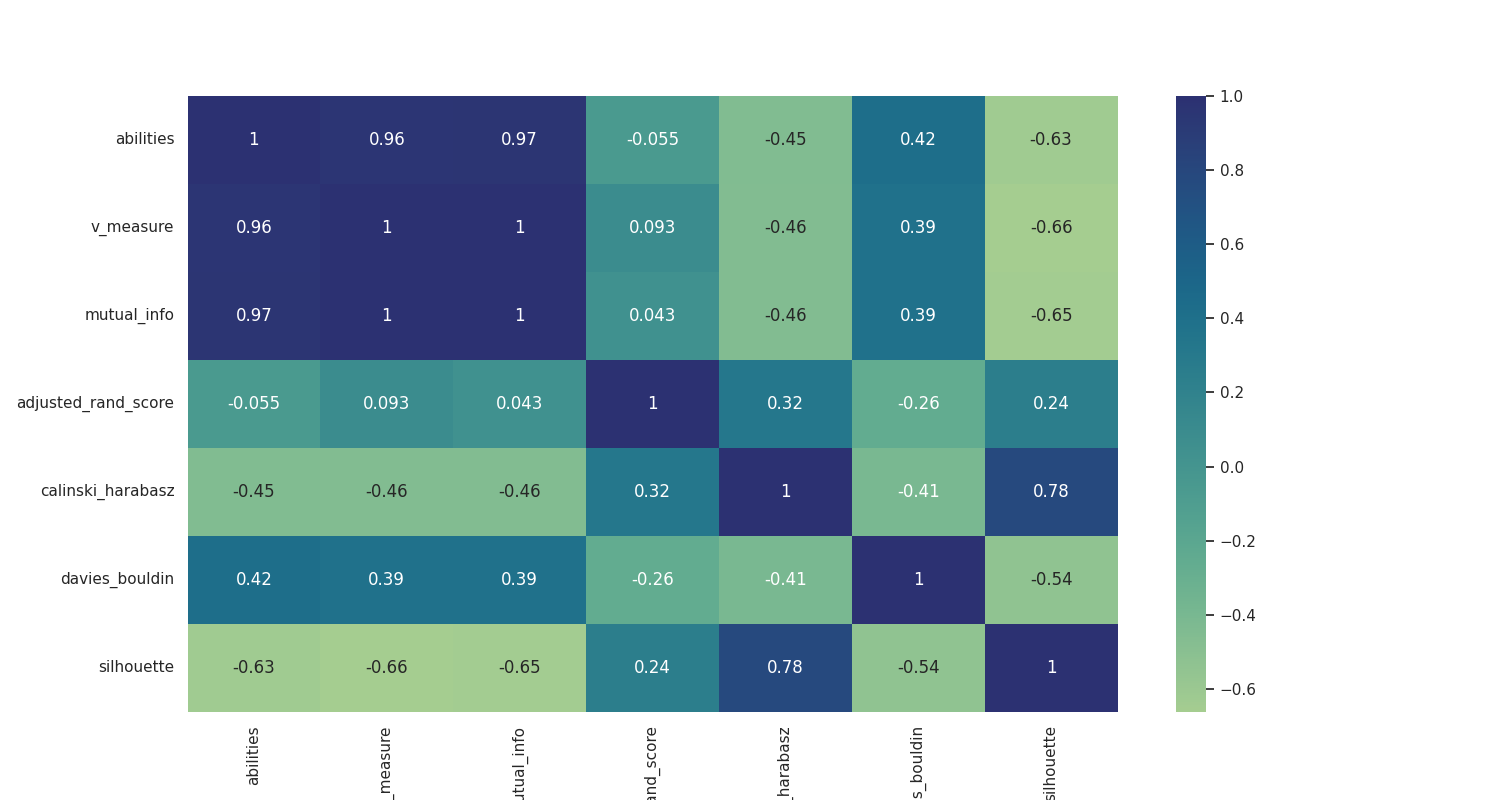 abilities 1 0.96 0.97 -0.055 -0.45 0.42 -0.63
v_measure 0.96 1 1 0.093 -0.46 0.39 -0.66
mutual_info 0.97 1 1 0.043 -0.46 0.39 -0.65
adjusted_rand_score -0.055 0.093 0.043 1 0.32 -0.26 0.24
calinski_harabasz -0.45 -0.46 -0.46 0.32 1 -0.41 0.78
davies_bouldin 0.42 0.39 0.39 -0.26 -0.41 1 -0.54
silhouette -0.63 -0.66 -0.65 0.24 0.78 -0.54 1
abilities
_measure
utual_info
and_score
_harabasz
s_bouldin
silhouette
1.0
0.8
0.6
0.4
0.2
0.0
−0.2
−0.4
−0.6